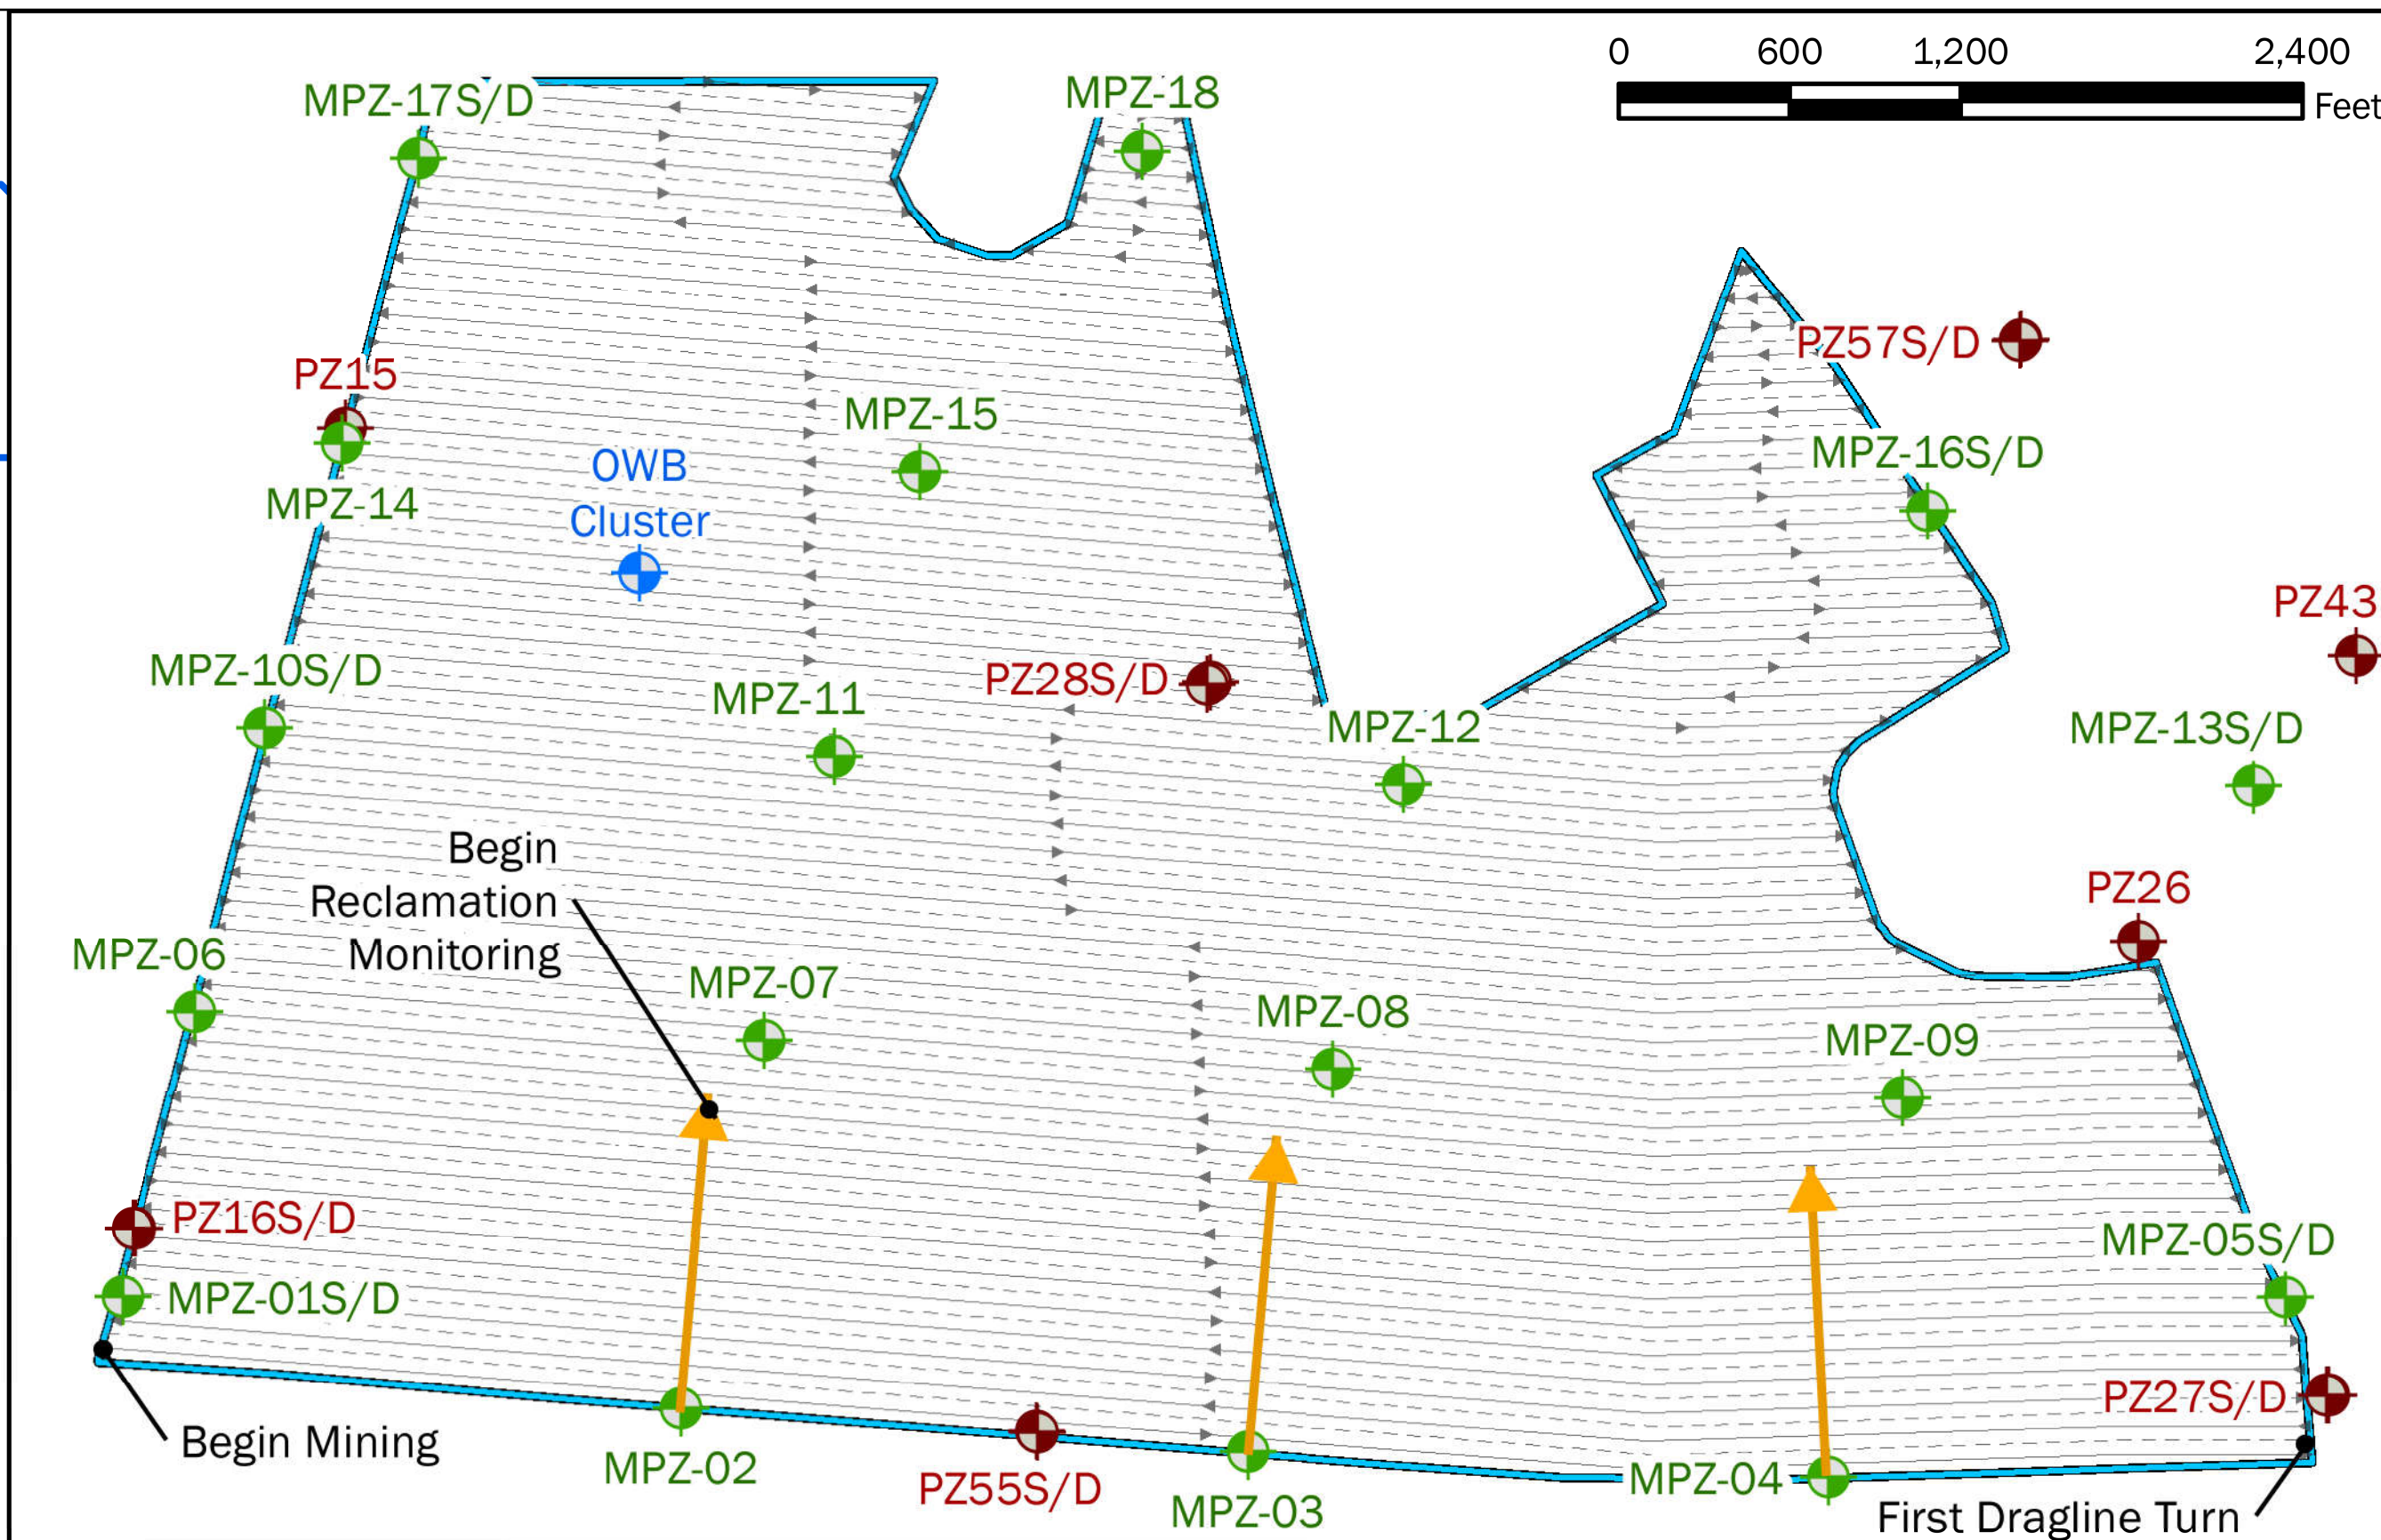 0 600 1,200 2,400
Feet
MPZ-17S/D
MPZ-18
PZ57S/D
PZ15
MPZ-15
MPZ-16S/D
OWB
Cluster
MPZ-14
PZ43
MPZ-10S/D
PZ28S/D
MPZ-11
MPZ-12
MPZ-13S/D
Begin
Reclamation
Monitoring
PZ26
MPZ-06
MPZ-07
MPZ-08
MPZ-09
PZ16S/D
MPZ-05S/D
MPZ-01S/D
PZ27S/D
Begin Mining
MPZ-02
PZ55S/D
MPZ-03
MPZ-04
First Dragline Turn